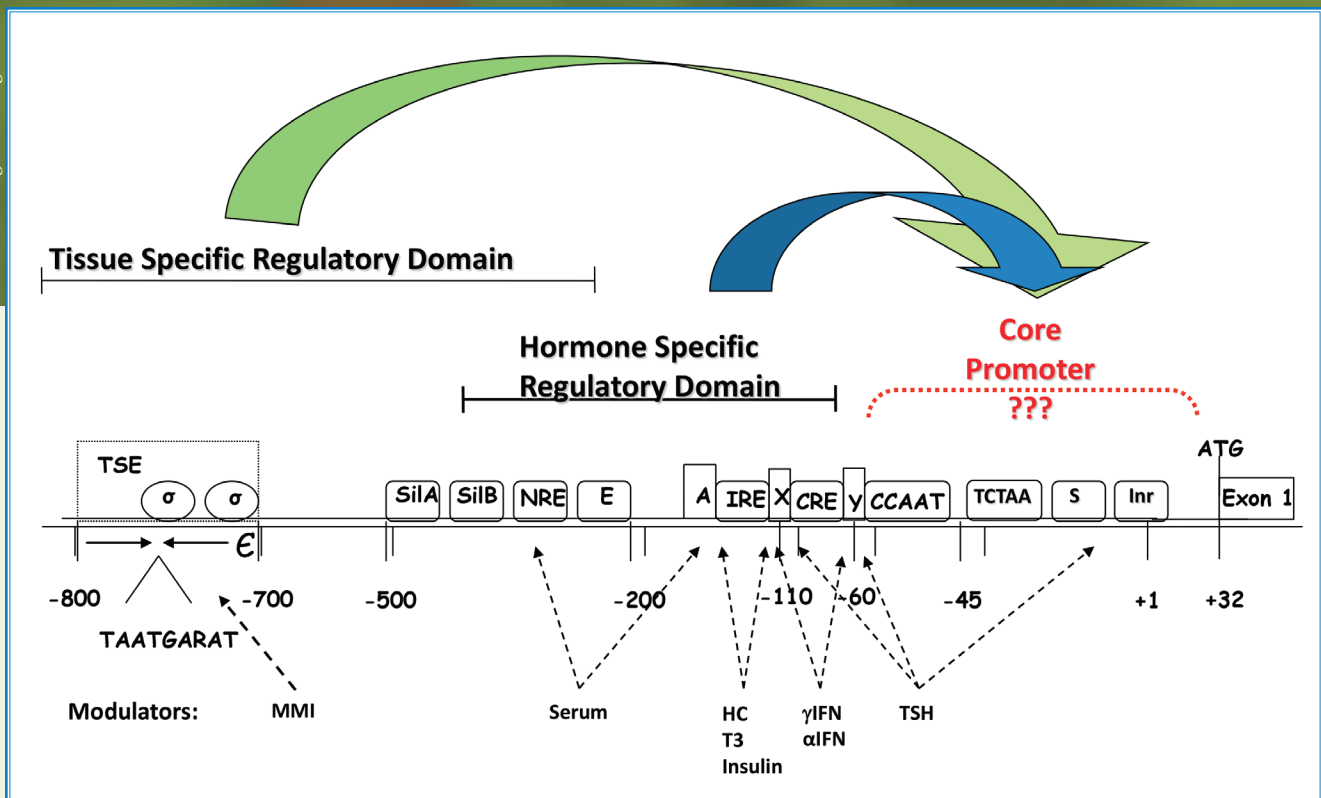 Tissue Specific Regulatory Domain
Hormone Specific
Regulatory Domain
Core
Promoter
???
ATG
TSE
σ σ SilA SilB NRE E A IRE X CRE y CCAAT TCTAA S Inr Exon 1
ϵ
-800 -700 -500 -200 -110 -60 -45 +1 +32
TAATGARAT
Modulators: MMI Serum HC γIFN TSH
T3 αIFN
Insulin